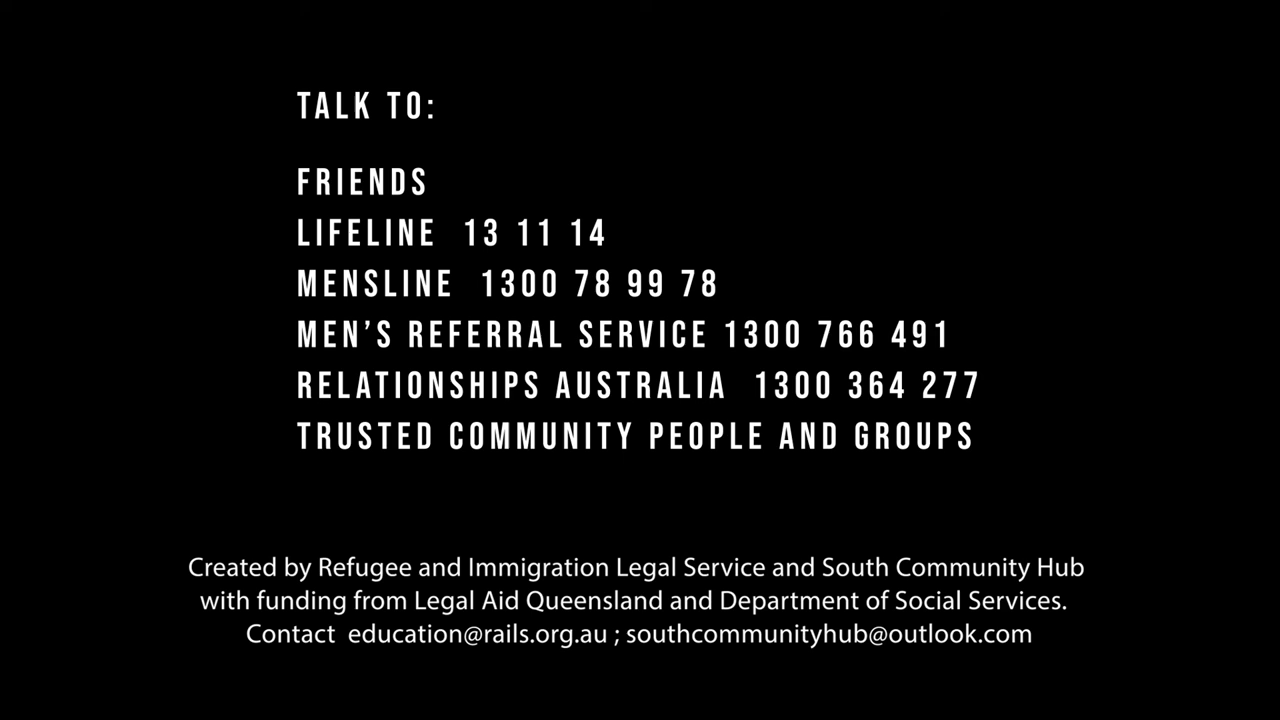 TALK TO:
FRIENDS
LIFELINE 13 11 14
MENSLINE 1300 78 99 78
MEN'S REFERRAL SERVICE 1300 766 491
RELATIONSHIPS AUSTRALIA 1300 364 277
TRUSTED COMMUNITY PEOPLE AND GROUPS
Created by Refugee and Immigration Legal Service and South Community Hub
with funding from Legal Aid Queensland and Department of Social Services.
Contact education@rails.org.au ; southcommunityhub@outlook.com